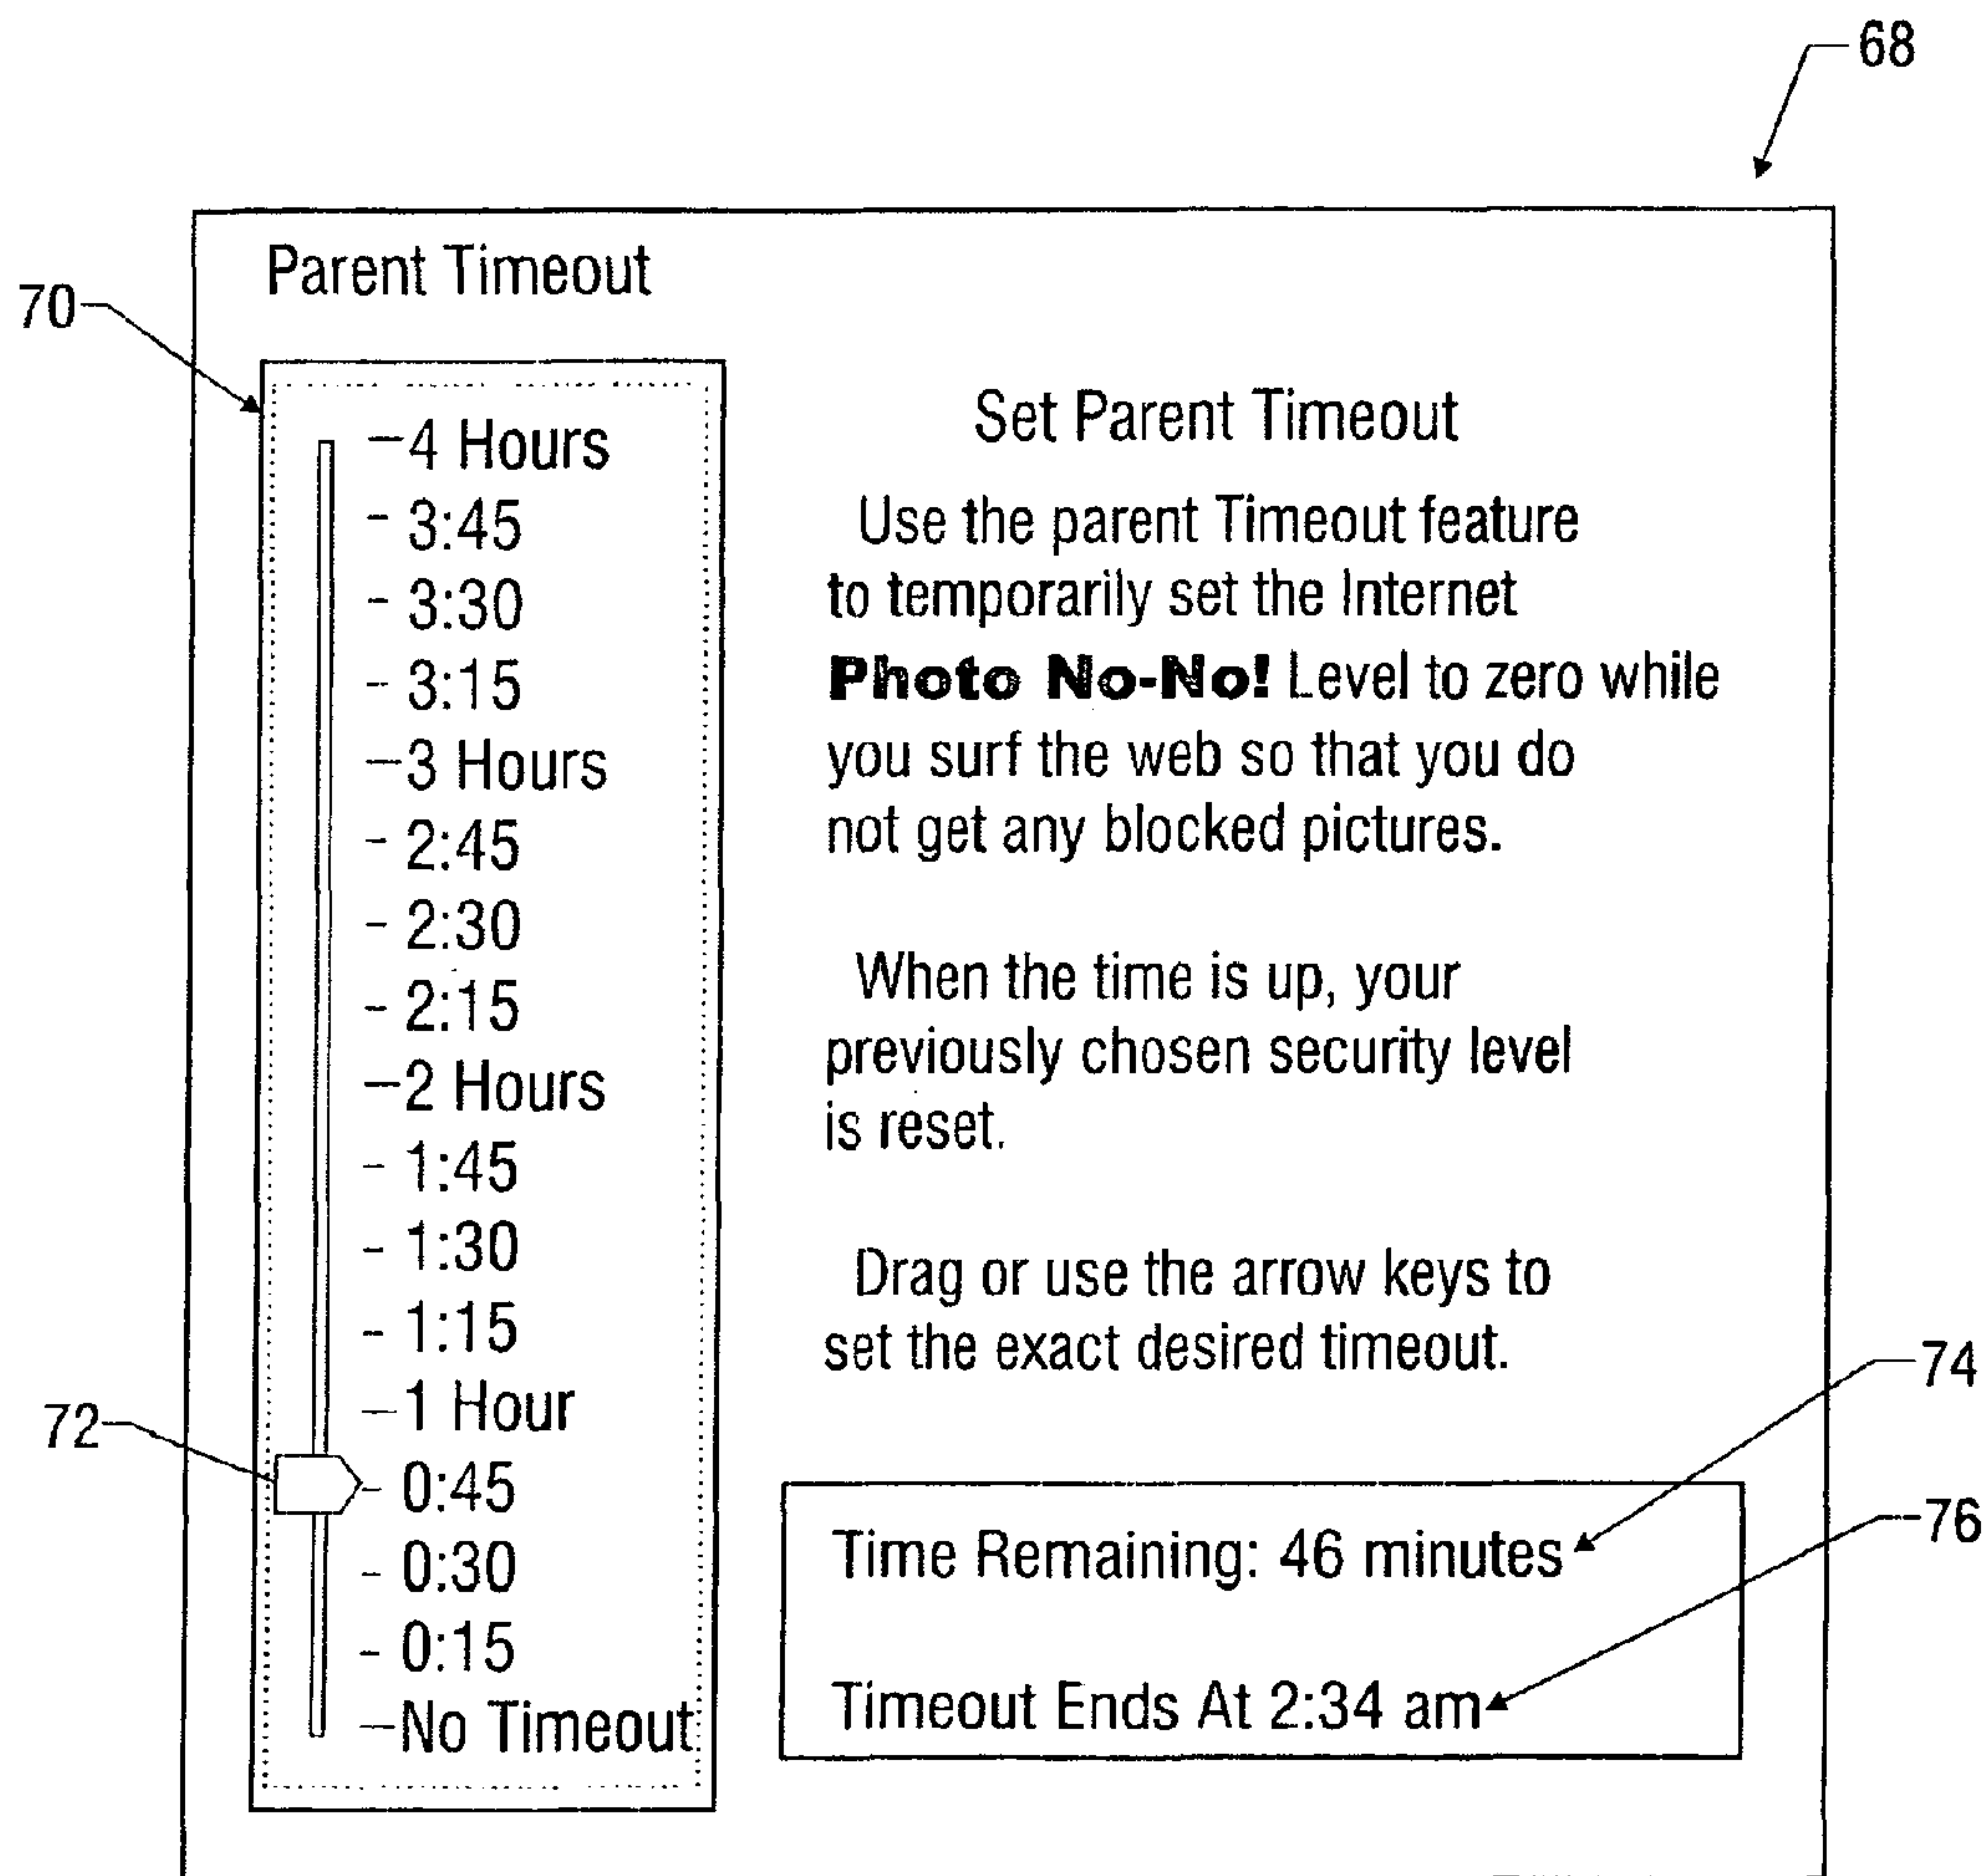 68
Parent Timeout
70
4 Hours
3:45
3:30
3:15
3 Hours
2:45
2:30
2:15
2 Hours
1:45
1:30
1:15
1 Hour
72
0:45
0:30
0:15
No Timeout
Set Parent Timeout
Use the parent Timeout feature
to temporarily set the Internet
Photo No-No! Level to zero while
you surf the web so that you do
not get any blocked pictures.
When the time is up, your
previously chosen security level
is reset.
Drag or use the arrow keys to
set the exact desired timeout.
74
Time Remaining: 46 minutes
76
Timeout Ends At 2:34 am